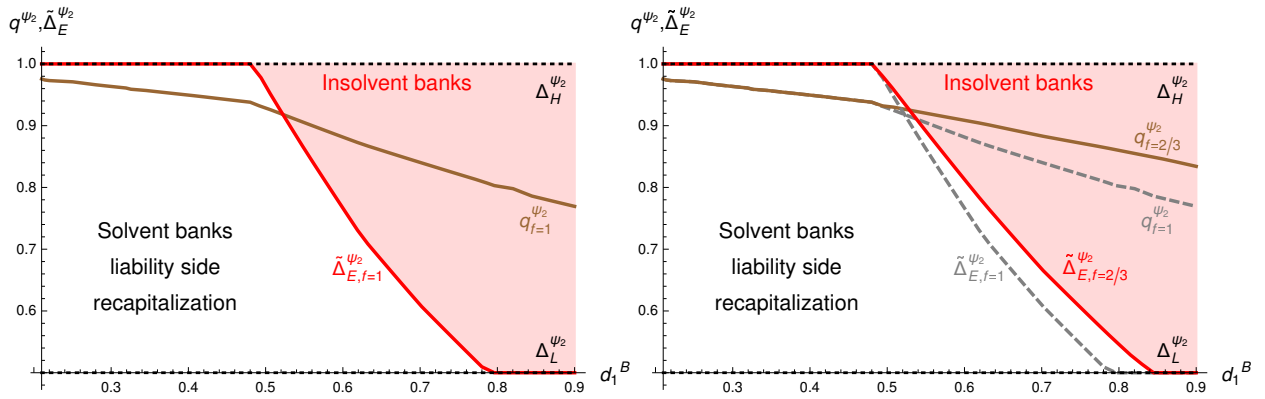 q^ψ₂, Δ̃_E^ψ₂
1.0
0.9
0.8
0.7
0.6
0.3 0.4 0.5 0.6 0.7 0.8 0.9
d₁^B
Insolvent banks
Δ_H^ψ₂
q_{f=1}^ψ₂
Solvent banks
liability side
recapitalization
Δ̃_{E,f=1}^ψ₂
Δ_L^ψ₂
q^ψ₂, Δ̃_E^ψ₂
1.0
0.9
0.8
0.7
0.6
0.3 0.4 0.5 0.6 0.7 0.8 0.9
d₁^B
Insolvent banks
Δ_H^ψ₂
q_{f=2/3}^ψ₂
q_{f=1}^ψ₂
Solvent banks
liability side
recapitalization
Δ̃_{E,f=1}^ψ₂
Δ̃_{E,f=2/3}^ψ₂
Δ_L^ψ₂